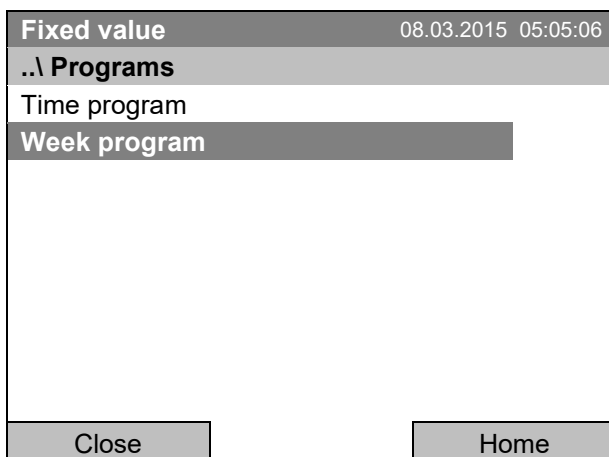 Fixed value 08.03.2015 05:05:06
..\ Programs
Time program
Week program
Close Home